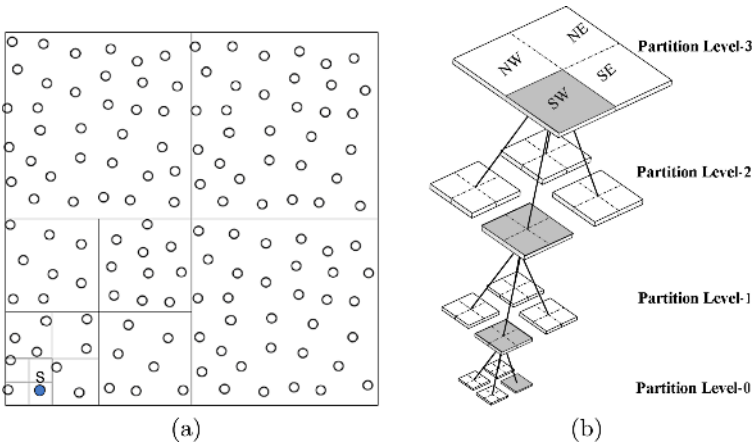 S
(a)
NW
NE
SW
SE
Partition Level-3
Partition Level-2
Partition Level-1
Partition Level-0
(b)